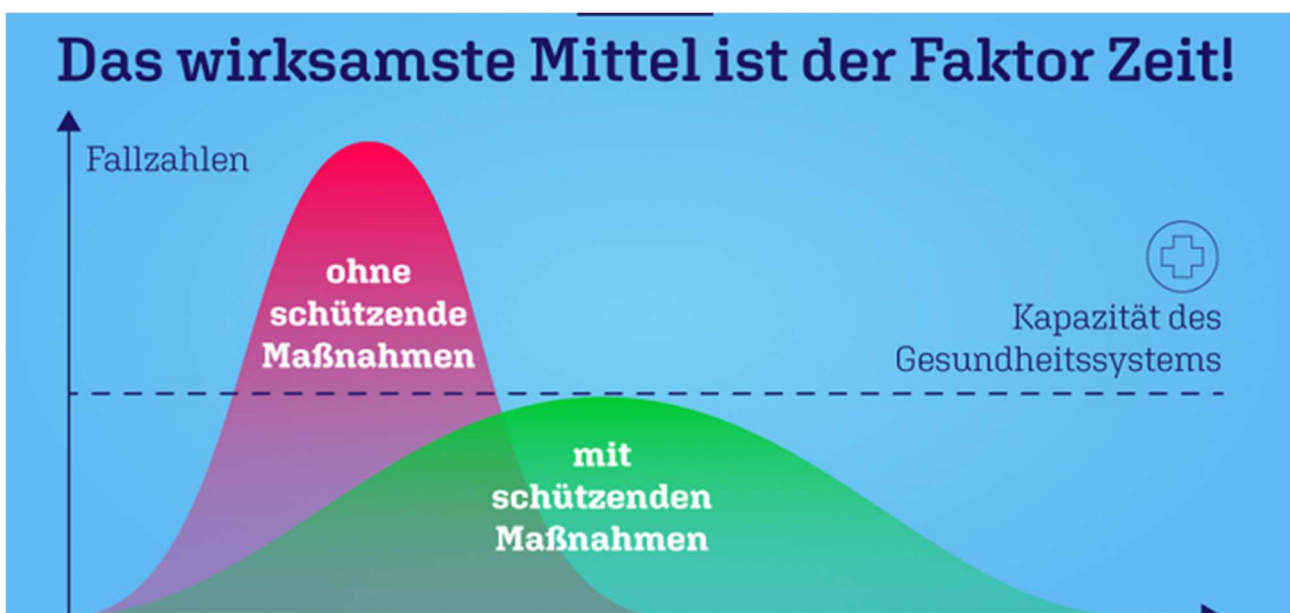 Das wirksamste Mittel ist der Faktor Zeit!
Fallzahlen
ohne
schützende
Maßnahmen
Kapazität des
Gesundheitssystems
mit
schützenden
Maßnahmen